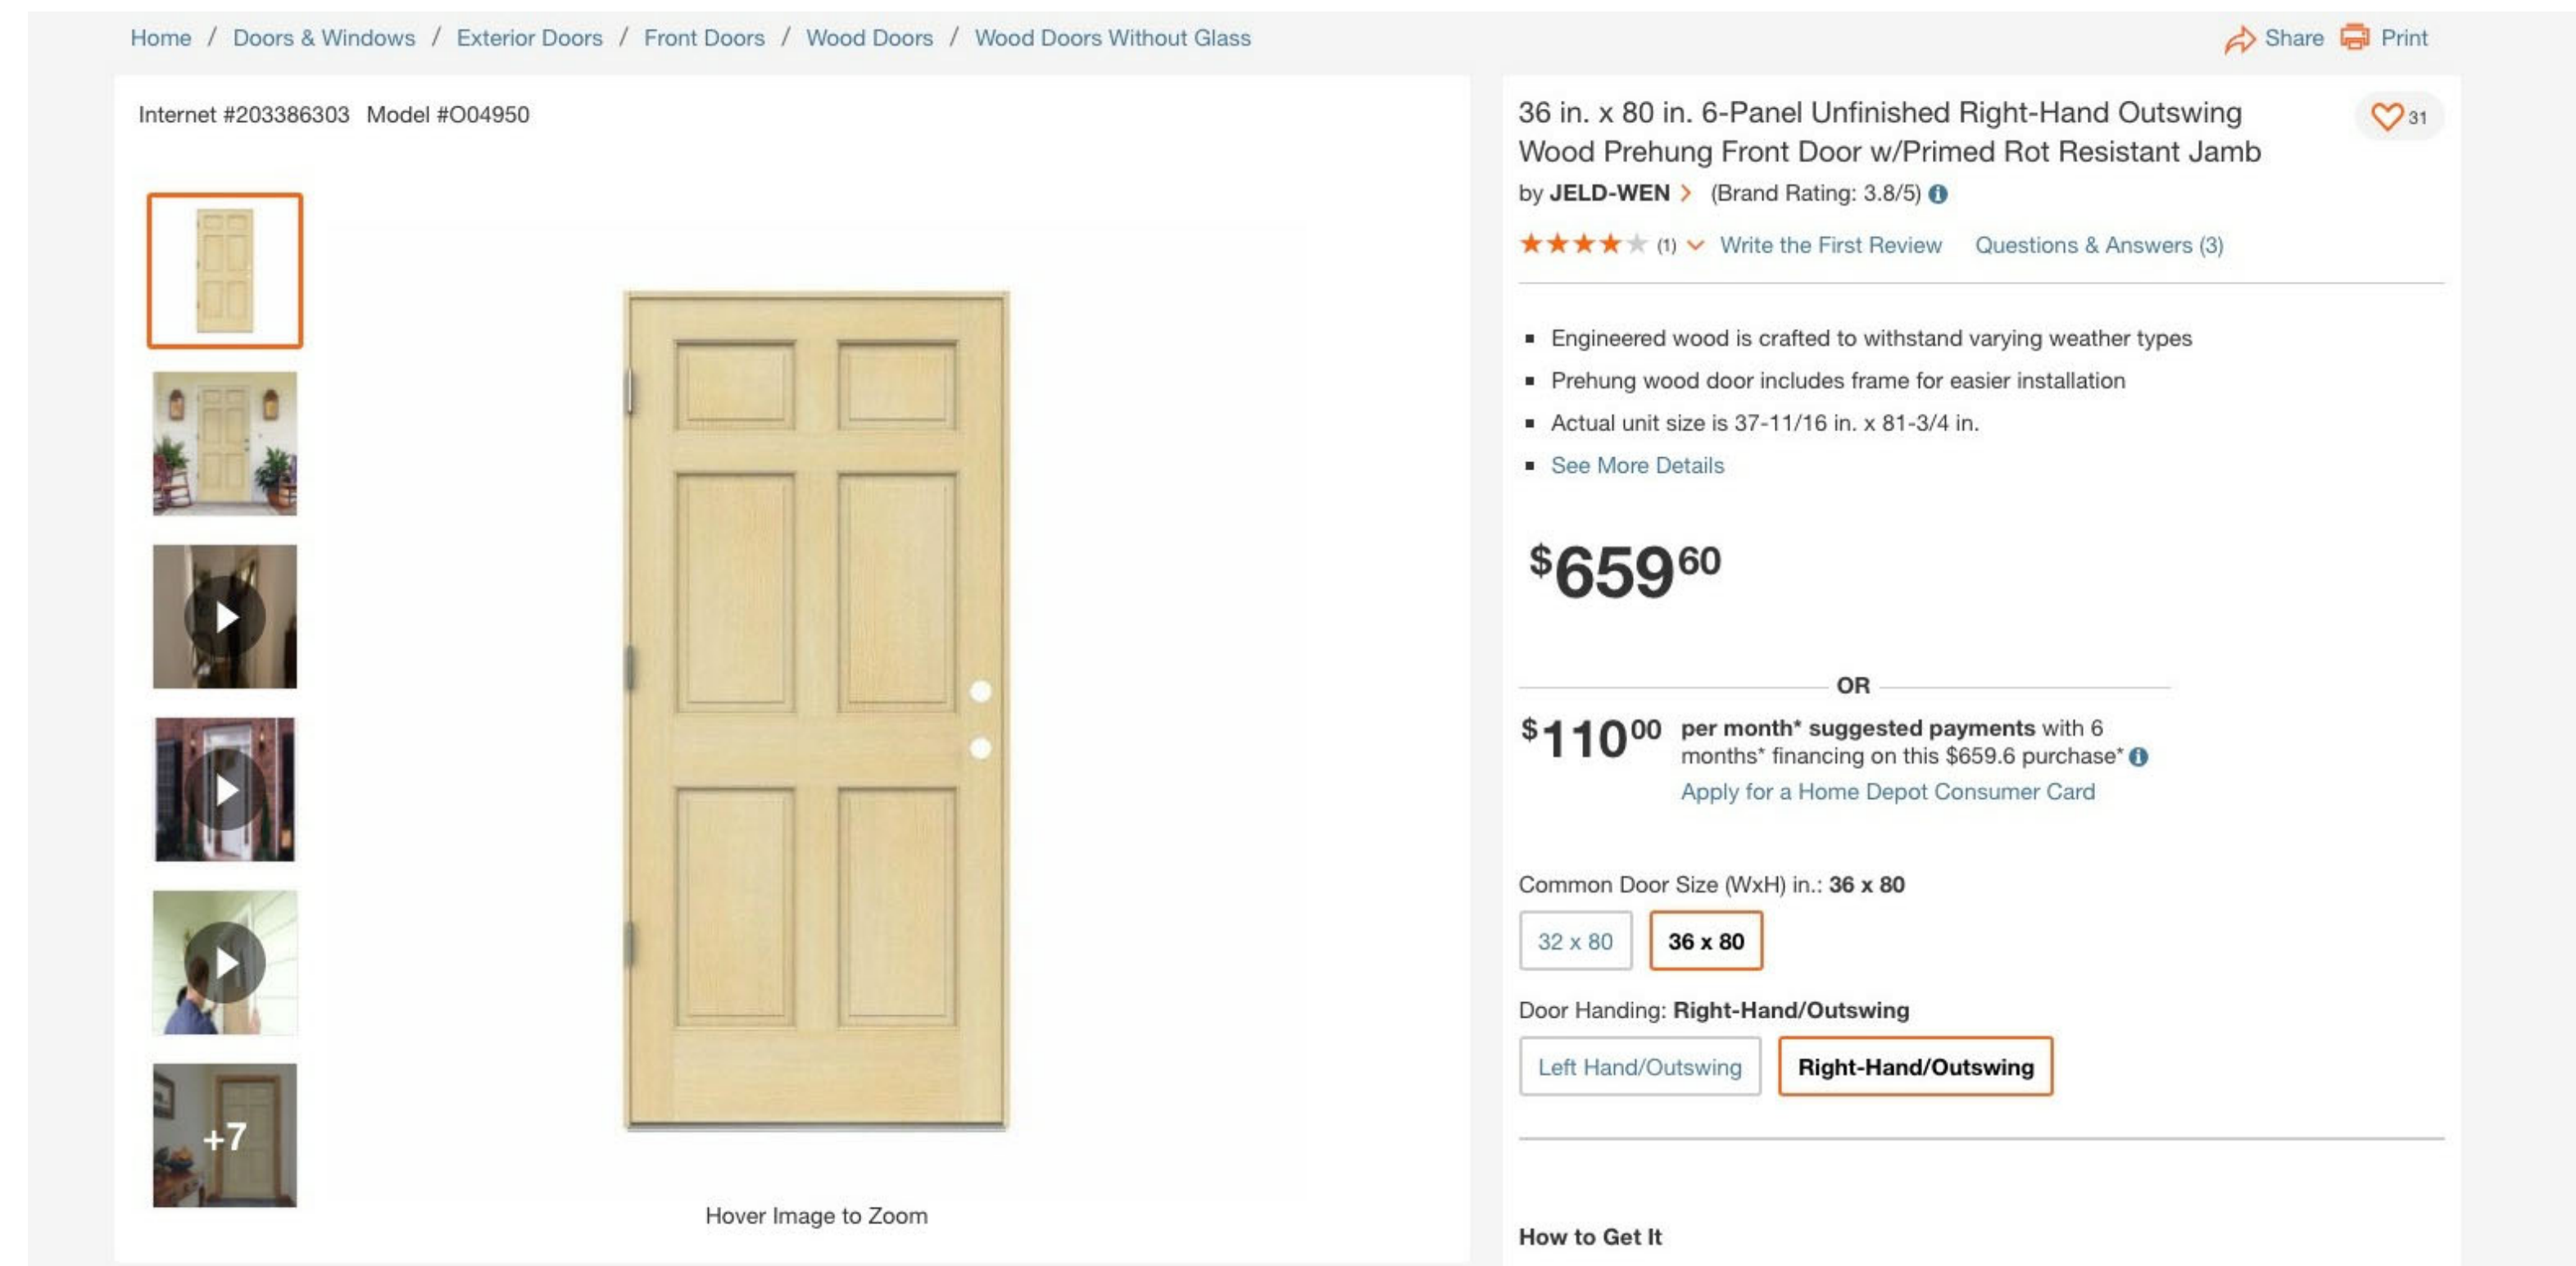 Home / Doors & Windows / Exterior Doors / Front Doors / Wood Doors / Wood Doors Without Glass
Share Print
Internet #203386303 Model #O04950
+7
Hover Image to Zoom
36 in. x 80 in. 6-Panel Unfinished Right-Hand Outswing
Wood Prehung Front Door w/Primed Rot Resistant Jamb
31
by JELD-WEN > (Brand Rating: 3.8/5)
(1) Write the First Review Questions & Answers (3)
▪ Engineered wood is crafted to withstand varying weather types
▪ Prehung wood door includes frame for easier installation
▪ Actual unit size is 37-11/16 in. x 81-3/4 in.
▪ See More Details
$659 60
OR
$110 00 per month* suggested payments with 6
months* financing on this $659.6 purchase*
Apply for a Home Depot Consumer Card
Common Door Size (WxH) in.: 36 x 80
32 x 80 36 x 80
Door Handing: Right-Hand/Outswing
Left Hand/Outswing Right-Hand/Outswing
How to Get It